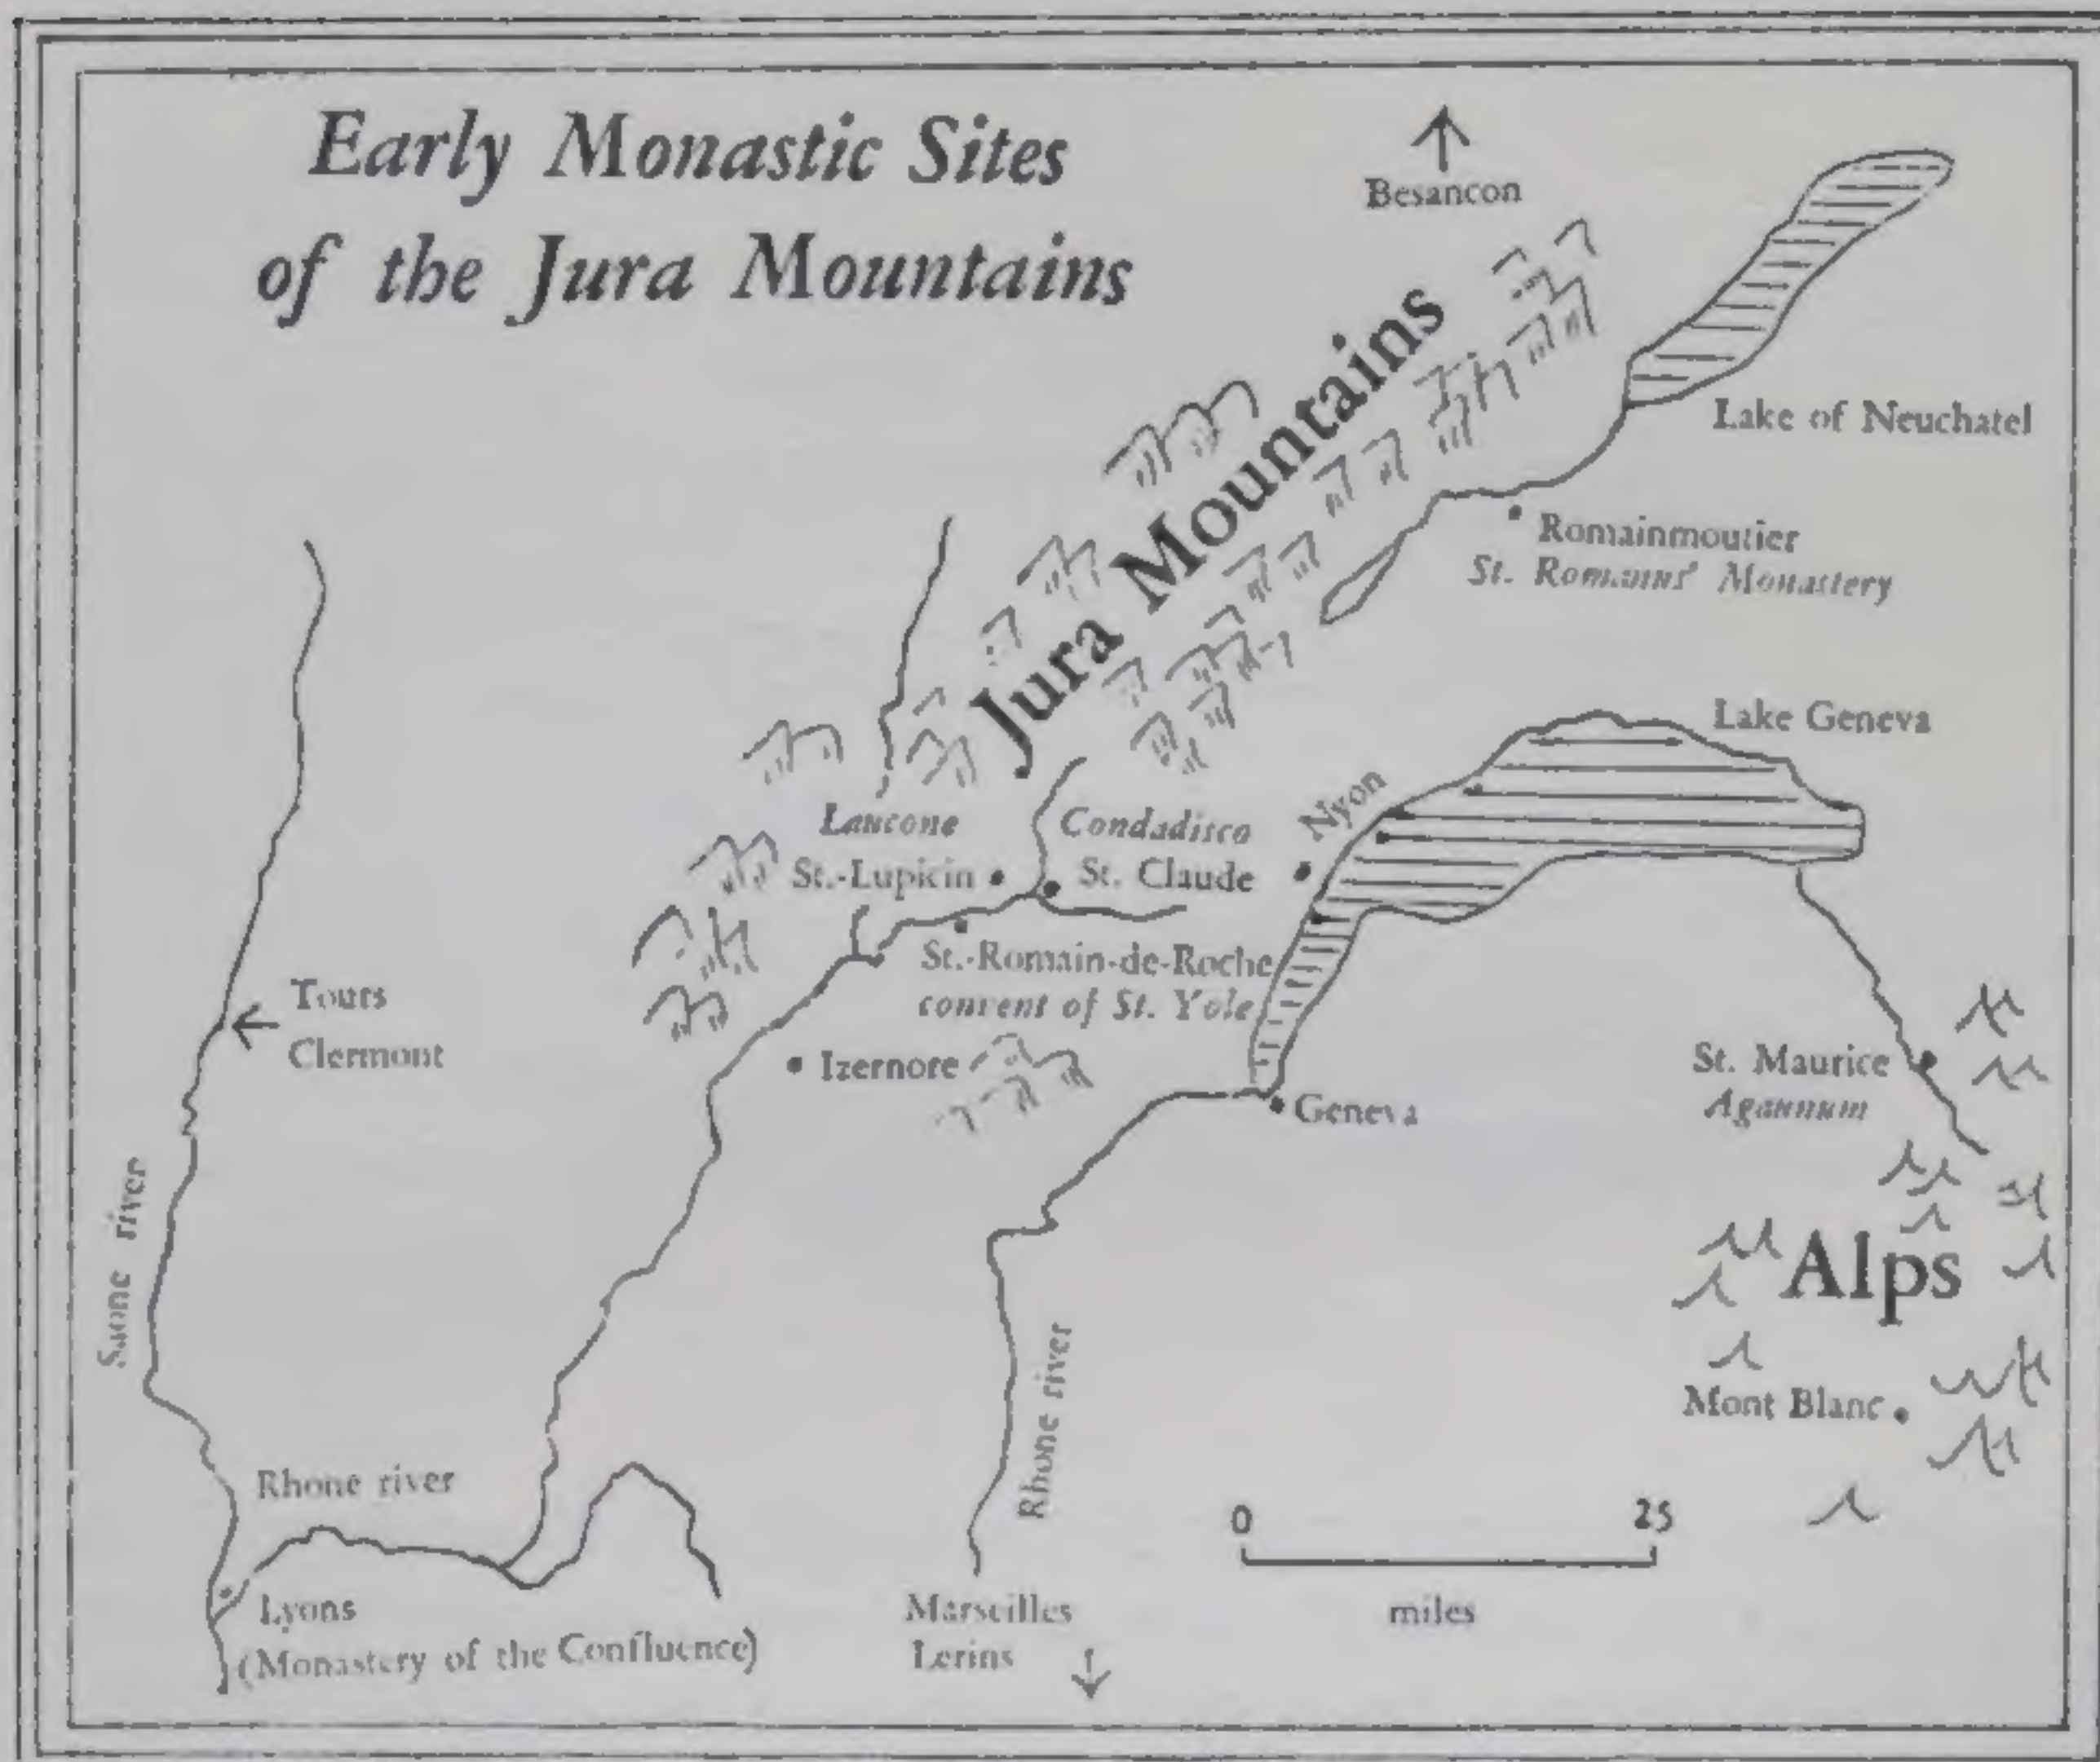 Early Monastic Sites
of the Jura Mountains
Besancon
Jura Mountains
Lake of Neuchatel
Romainmoutier
St. Romanus' Monastery
Lake Geneva
Nyon
Laucone
St.-Lupicin
Condadisco
St. Claude
St.-Romain-de-Roche
convent of St. Yole
Tours
Clermont
Izernore
Geneva
St. Maurice
Agaunum
Saone river
Alps
Mont Blanc
Rhone river
Rhone river
0 25
miles
Lyons
(Monastery of the Confluence)
Marseilles
Lerins